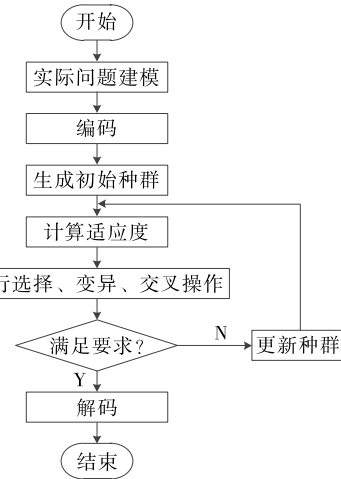 开始
实际问题建模
编码
生成初始种群
计算适应度
行选择、变异、交叉操作
满足要求?
N
更新种群
Y
解码
结束